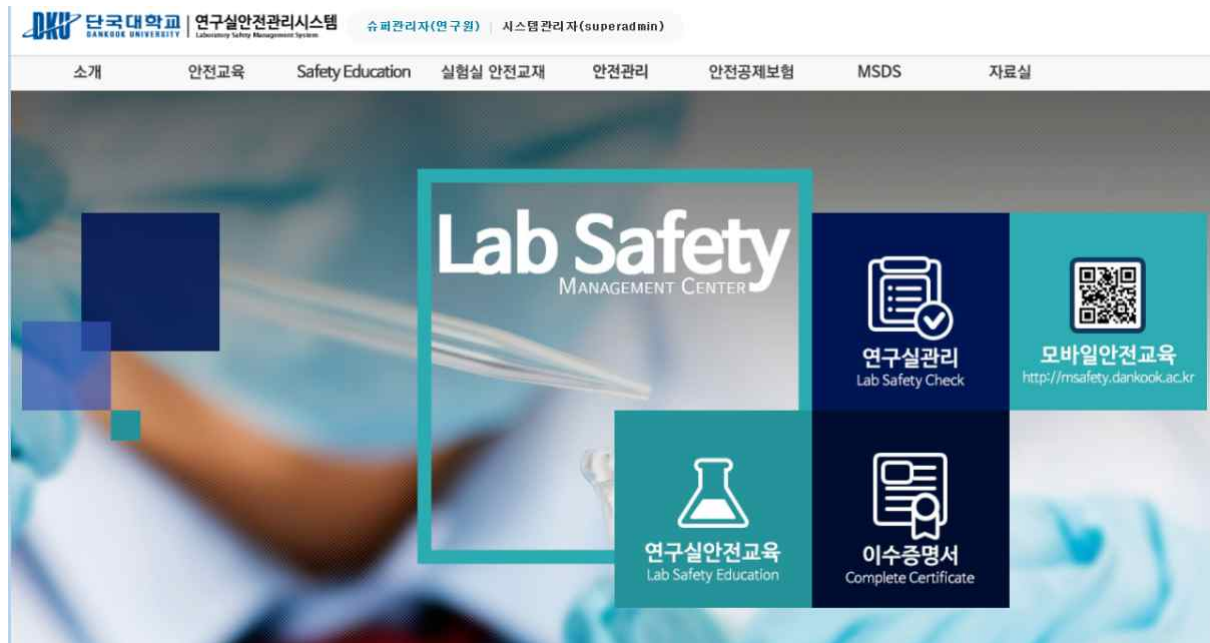 DKU 단국대학교 DANKOOK UNIVERSITY | 연구실안전관리시스템 Laboratory Safety Management System
슈퍼관리자(연구원) | 시스템관리자(superadmin)
소개 안전교육 Safety Education 실험실 안전교재 안전관리 안전공제보험 MSDS 자료실
Lab Safety
MANAGEMENT CENTER
연구실관리
Lab Safety Check
모바일안전교육
http://msafety.dankook.ac.kr
연구실안전교육
Lab Safety Education
이수증명서
Complete Certificate